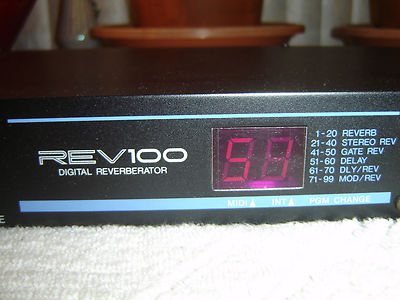 REV100
DIGITAL REVERBERATOR
97
1-20 REVERB
21-40 STEREO REV
41-50 GATE REV
51-60 DELAY
61-70 DLY/REV
71-99 MOD/REV
MIDI▲ INT▲ PGM CHANGE
E